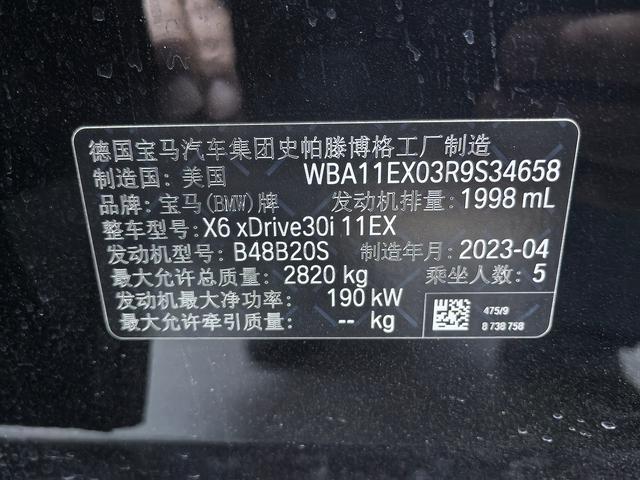 德国宝马汽车集团史帕滕博格工厂制造
制造国: 美国 WBA11EX03R9S34658
品牌: 宝马(BMW)牌 发动机排量: 1998 mL
整车型号: X6 xDrive30i 11EX
发动机型号: B48B20S 制造年月: 2023-04
最大允许总质量: 2820 kg 乘坐人数: 5
发动机最大净功率: 190 kW
最大允许牵引质量: -- kg
475/9
8 738 758